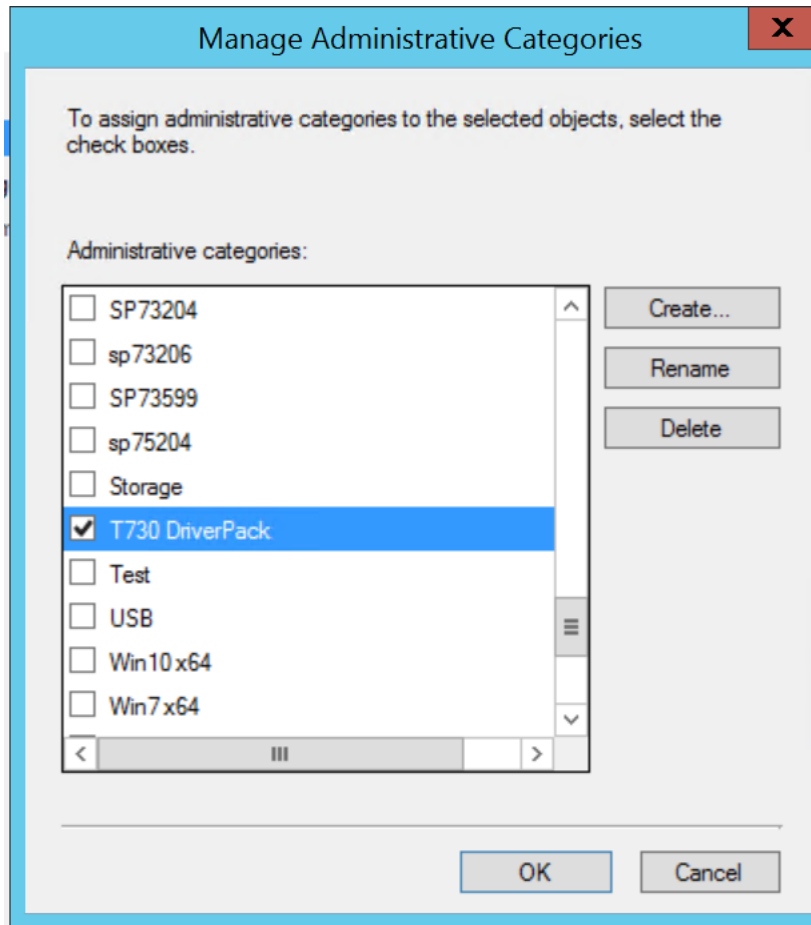 Manage Administrative Categories
X
To assign administrative categories to the selected objects, select the
check boxes.
Administrative categories:
SP73204
sp73206
SP73599
sp75204
Storage
T730 DriverPack
Test
USB
Win10 x64
Win7 x64
Create...
Rename
Delete
OK
Cancel